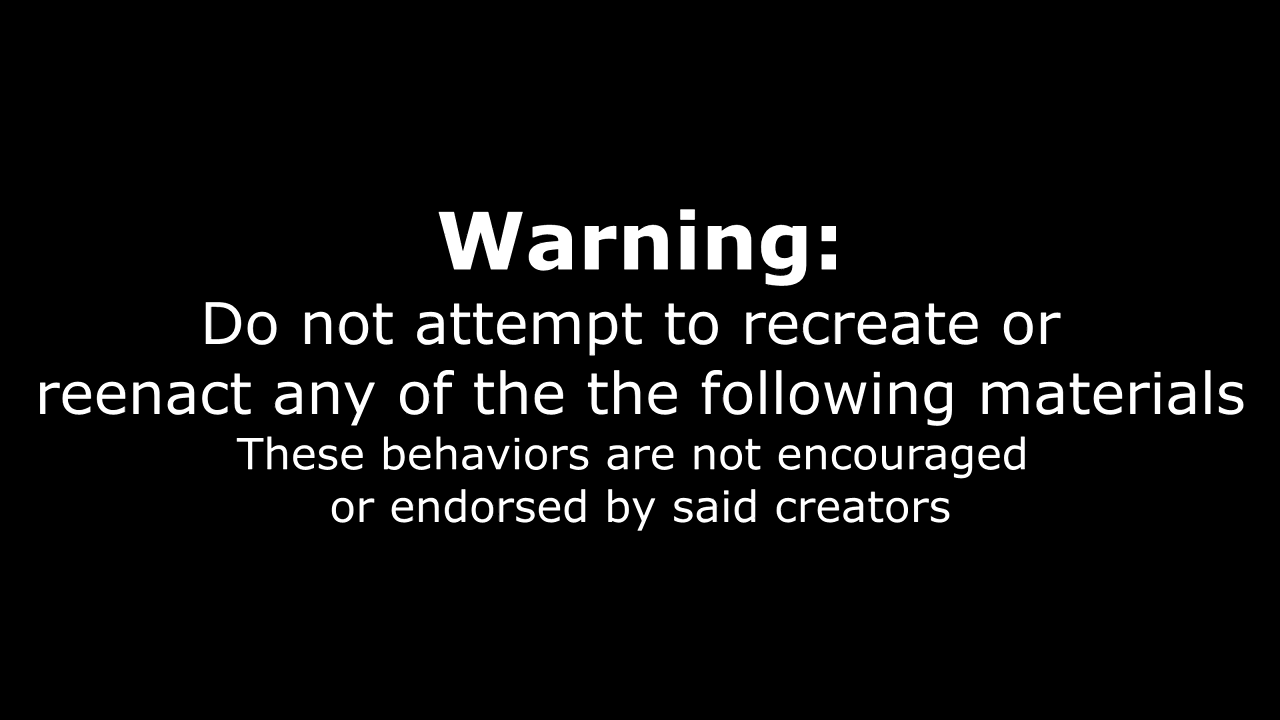 Warning:
Do not attempt to recreate or
reenact any of the the following materials
These behaviors are not encouraged
or endorsed by said creators